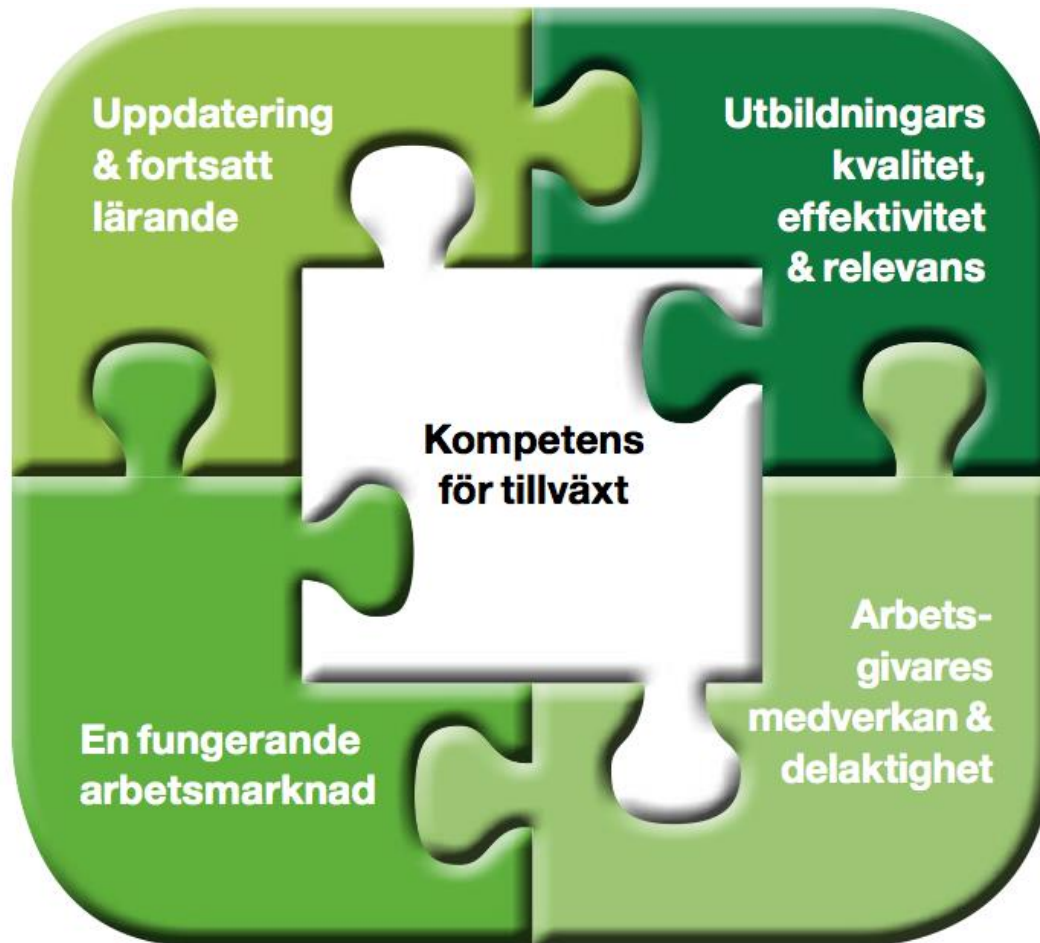 Uppdatering
& fortsatt
lärande
Utbildningars
kvalitet,
effektivitet
& relevans
Kompetens
för tillväxt
En fungerande
arbetsmarknad
Arbets-
givares
medverkan &
delaktighet